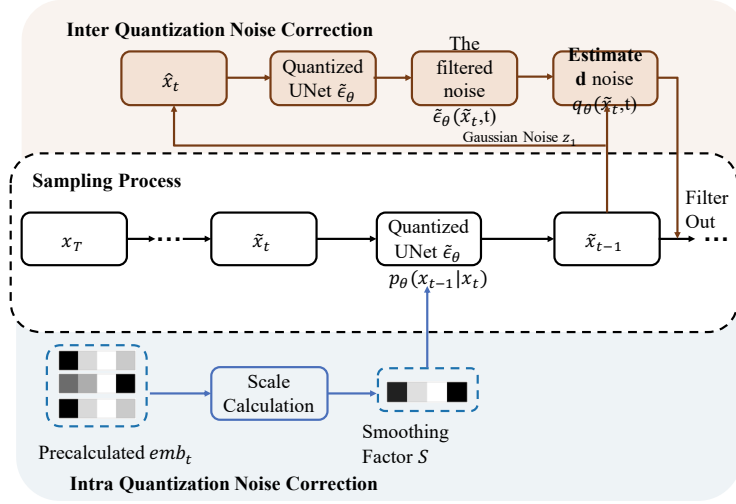 Inter Quantization Noise Correction
x̂_t
Quantized
UNet ϵ̃_θ
The
filtered
noise
ϵ̃_θ(x̃_t,t)
Estimate
d noise
q_θ(x̃_t,t)
Gaussian Noise z_1
Sampling Process
Filter
Out
x_T
...
x̃_t
Quantized
UNet ϵ̃_θ
p_θ(x_{t-1}|x_t)
x̃_{t-1}
...
Scale
Calculation
Precalculated emb_t
Smoothing
Factor S
Intra Quantization Noise Correction